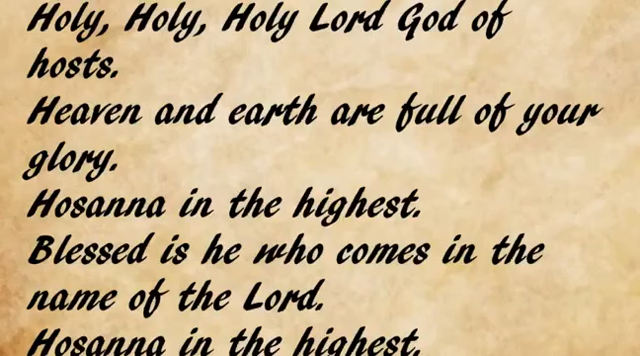 Holy, Holy, Holy Lord God of
hosts.
Heaven and earth are full of your
glory.
Hosanna in the highest.
Blessed is he who comes in the
name of the Lord.
Hosanna in the highest.